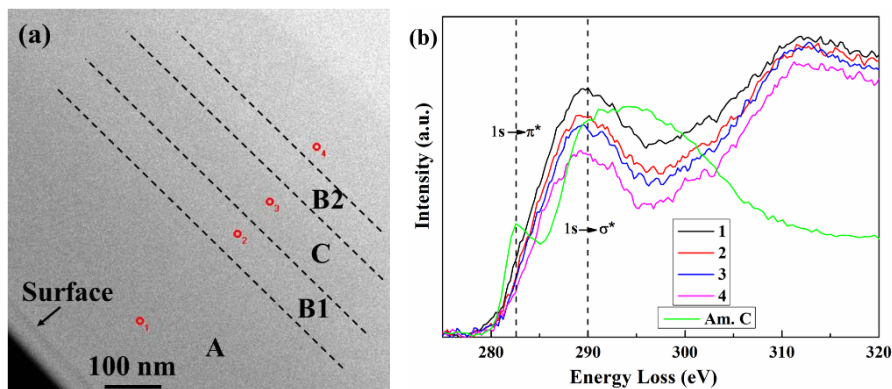 (a)
4
B2
3
2
C
Surface
B1
1
A
100 nm
(b)
Intensity (a.u.)
1s→π*
1s→σ*
1
2
3
4
Am. C
280 290 300 310 320
Energy Loss (eV)